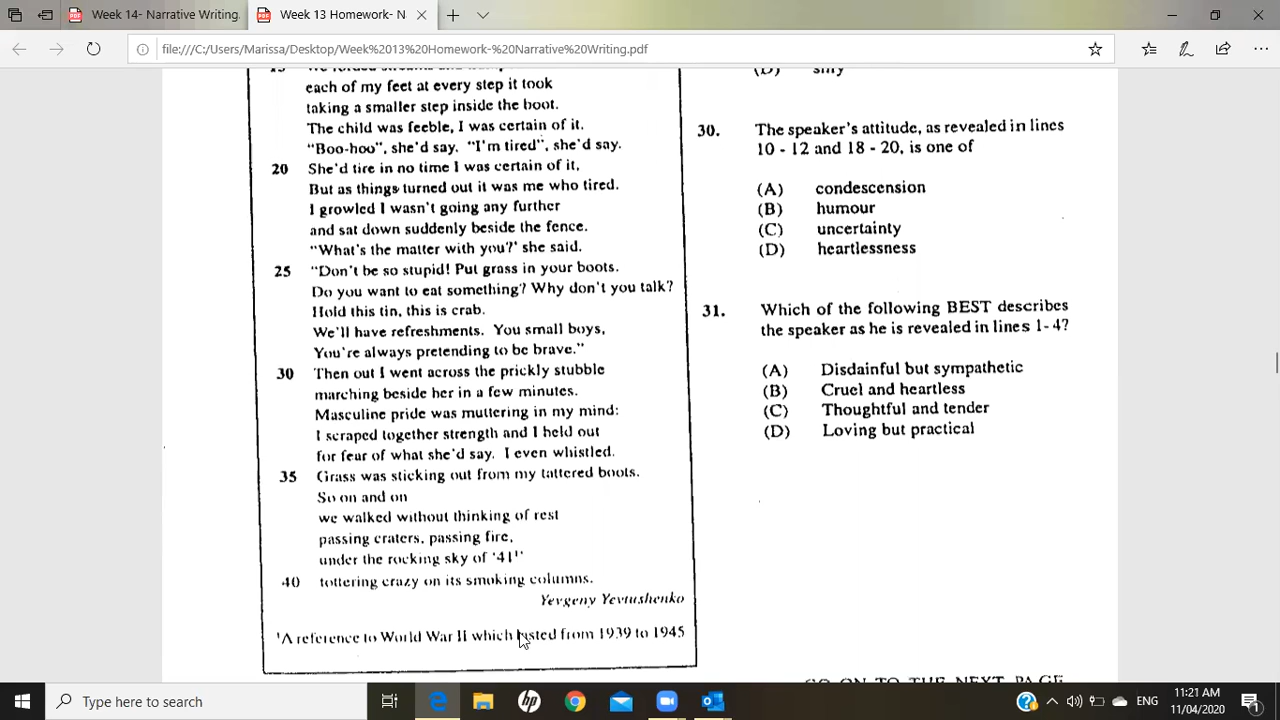 Week 14- Narrative Writing.
Week 13 Homework- N
file:///C:/Users/Marissa/Desktop/Week%2013%20Homework-%20Narrative%20Writing.pdf
15
each of my feet at every step it took
taking a smaller step inside the boot.
The child was feeble, I was certain of it.
"Boo-hoo", she'd say. "I'm tired", she'd say.
20 She'd tire in no time I was certain of it,
But as things turned out it was me who tired.
I growled I wasn't going any further
and sat down suddenly beside the fence.
"What's the matter with you?' she said.
25 "Don't be so stupid! Put grass in your boots.
Do you want to eat something? Why don't you talk?
Hold this tin, this is crab.
We'll have refreshments. You small boys,
You're always pretending to be brave."
30 Then out I went across the prickly stubble
marching beside her in a few minutes.
Masculine pride was muttering in my mind:
I scraped together strength and I held out
for fear of what she'd say. I even whistled.
35 Grass was sticking out from my tattered boots.
So on and on
we walked without thinking of rest
passing craters, passing fire,
under the rocking sky of '41¹'
40 tottering crazy on its smoking columns.
Yevgeny Yevtushenko
¹A reference to World War II which lasted from 1939 to 1945
(D) silly
30. The speaker's attitude, as revealed in lines
10 - 12 and 18 - 20, is one of
(A) condescension
(B) humour
(C) uncertainty
(D) heartlessness
31. Which of the following BEST describes
the speaker as he is revealed in lines 1-4?
(A) Disdainful but sympathetic
(B) Cruel and heartless
(C) Thoughtful and tender
(D) Loving but practical
GO ON TO THE NEXT PAGE
Type here to search
ENG
11:21 AM
11/04/2020